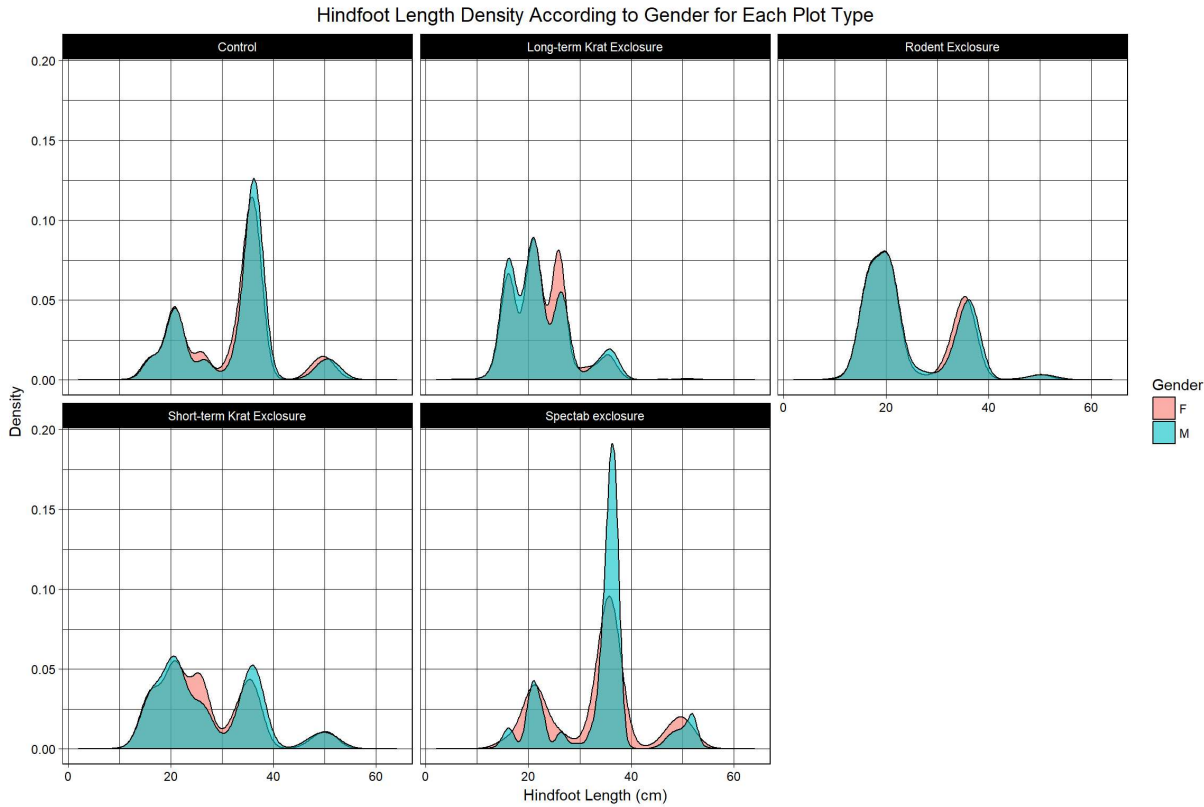 Hindfoot Length Density According to Gender for Each Plot Type
Control
Long-term Krat Exclosure
Rodent Exclosure
0.20
0.15
0.10
0.05
0.00
Short-term Krat Exclosure
Spectab exclosure
0 20 40 60
0.20
0.15
0.10
0.05
0.00
0 20 40 60
0 20 40 60
Density
Hindfoot Length (cm)
Gender
F
M